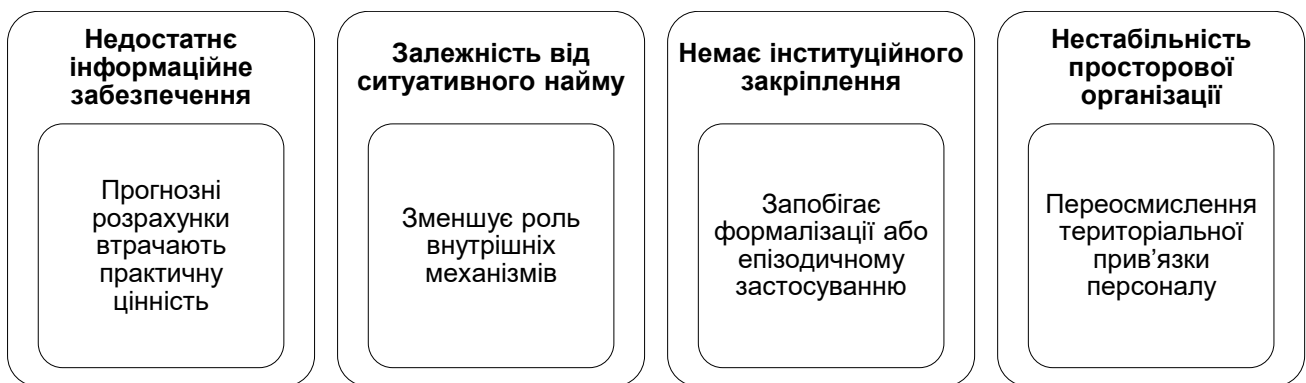 Недостатнє
інформаційне
забезпечення
Прогнозні
розрахунки
втрачають
практичну
цінність
Залежність від
ситуативного найму
Зменшує роль
внутрішніх
механізмів
Немає інституційного
закріплення
Запобігає
формалізації або
епізодичному
застосуванню
Нестабільність
просторової
організації
Переосмислення
територіальної
прив’язки
персоналу